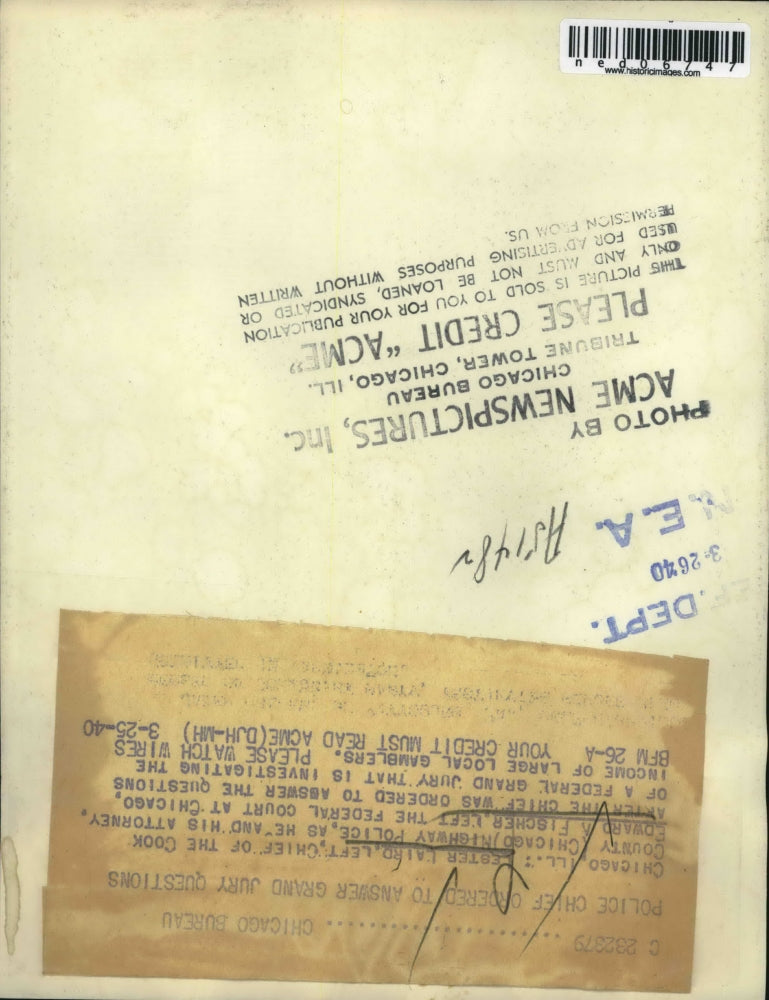 C 232379 ................ CHICAGO BUREAU
POLICE CHIEF ORDERED TO ANSWER GRAND JURY QUESTIONS
CHICAGO, ILL.: LESTER LAIRD, LEFT, CHIEF OF THE COOK
COUNTY (CHICAGO) HIGHWAY POLICE, AS HE AND HIS ATTORNEY,
EDWARD FISCHER LEFT THE FEDERAL COURT AT CHICAGO,
AFTER THE CHIEF WAS ORDERED TO ANSWER THE QUESTIONS
OF A FEDERAL GRAND JURY THAT IS INVESTIGATING THE
INCOME OF LARGE LOCAL GAMBLERS. PLEASE WATCH WIRES
BFM 26-A YOUR CREDIT MUST READ ACME (DJH-MH) 3-25-40
DEPT.
3-26 40
N.E.A.
PHOTO BY
ACME NEWSPICTURES, Inc.
CHICAGO BUREAU
TRIBUNE TOWER, CHICAGO, ILL.
PLEASE CREDIT "ACME"
THIS PICTURE IS SOLD TO YOU FOR YOUR PUBLICATION
ONLY AND MUST NOT BE LOANED, SYNDICATED OR
USED FOR ADVERTISING PURPOSES WITHOUT WRITTEN
PERMISSION FROM US.
ned06747
www.historicimages.com